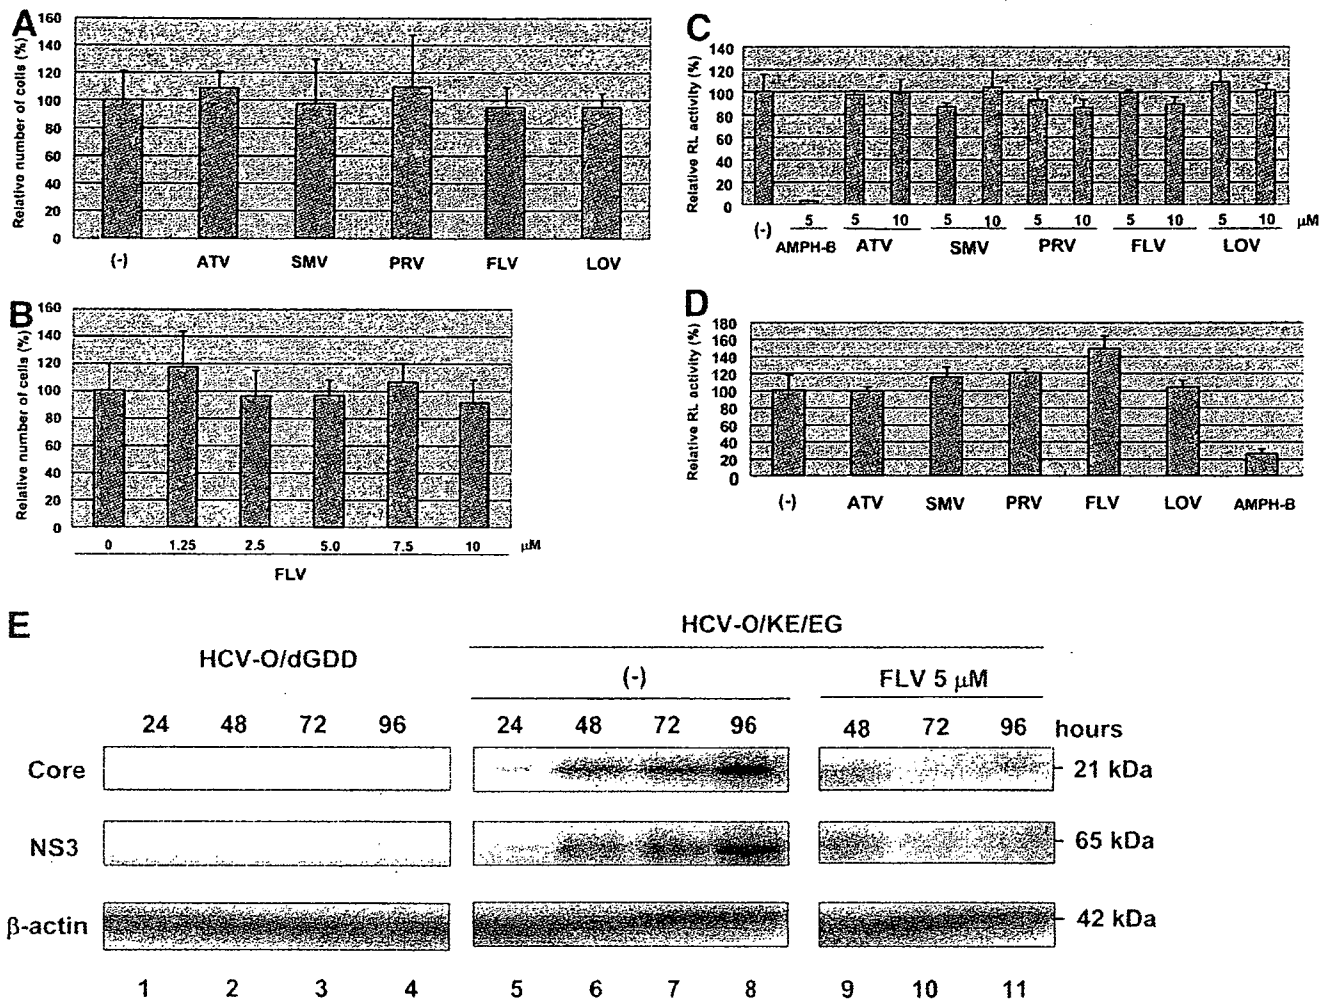 A
Relative number of cells (%)
160
140
120
100
80
60
40
20
0
(-) ATV SMV PRV FLV LOV
B
Relative number of cells (%)
160
140
120
100
80
60
40
20
0
0 1.25 2.5 5.0 7.5 10 μM
FLV
C
Relative RL activity (%)
140
120
100
80
60
40
20
0
5 5 10 5 10 5 10 5 10 5 10 μM
(-) AMPH-B ATV SMV PRV FLV LOV
D
Relative RL activity (%)
180
160
140
120
100
80
60
40
20
0
(-) ATV SMV PRV FLV LOV AMPH-B
E
HCV-O/KE/EG
HCV-O/dGDD
(-) FLV 5 μM
24 48 72 96 24 48 72 96 48 72 96 hours
Core 21 kDa
NS3 65 kDa
β-actin 42 kDa
1 2 3 4 5 6 7 8 9 10 11